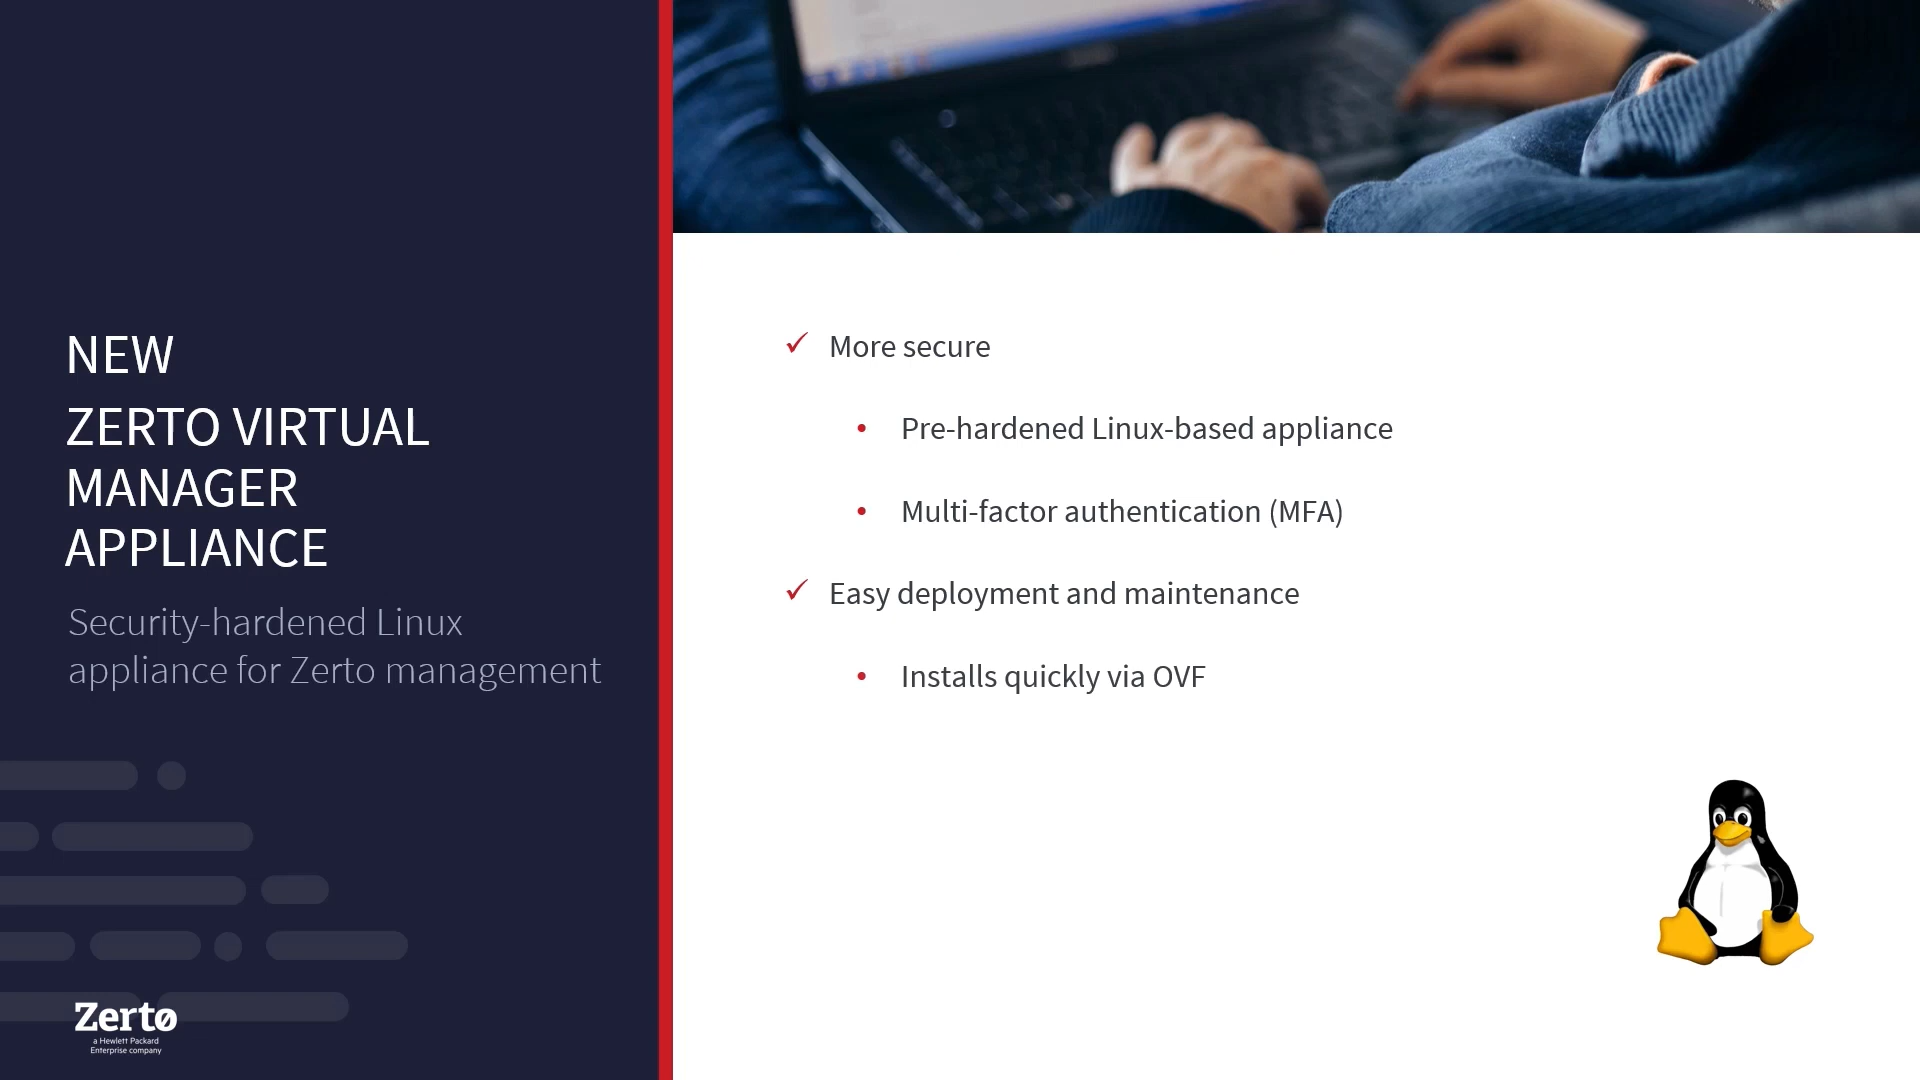 NEW
ZERTO VIRTUAL
MANAGER
APPLIANCE
Security-hardened Linux
appliance for Zerto management
Zerto
a Hewlett Packard
Enterprise company
More secure
Pre-hardened Linux-based appliance
Multi-factor authentication (MFA)
Easy deployment and maintenance
Installs quickly via OVF